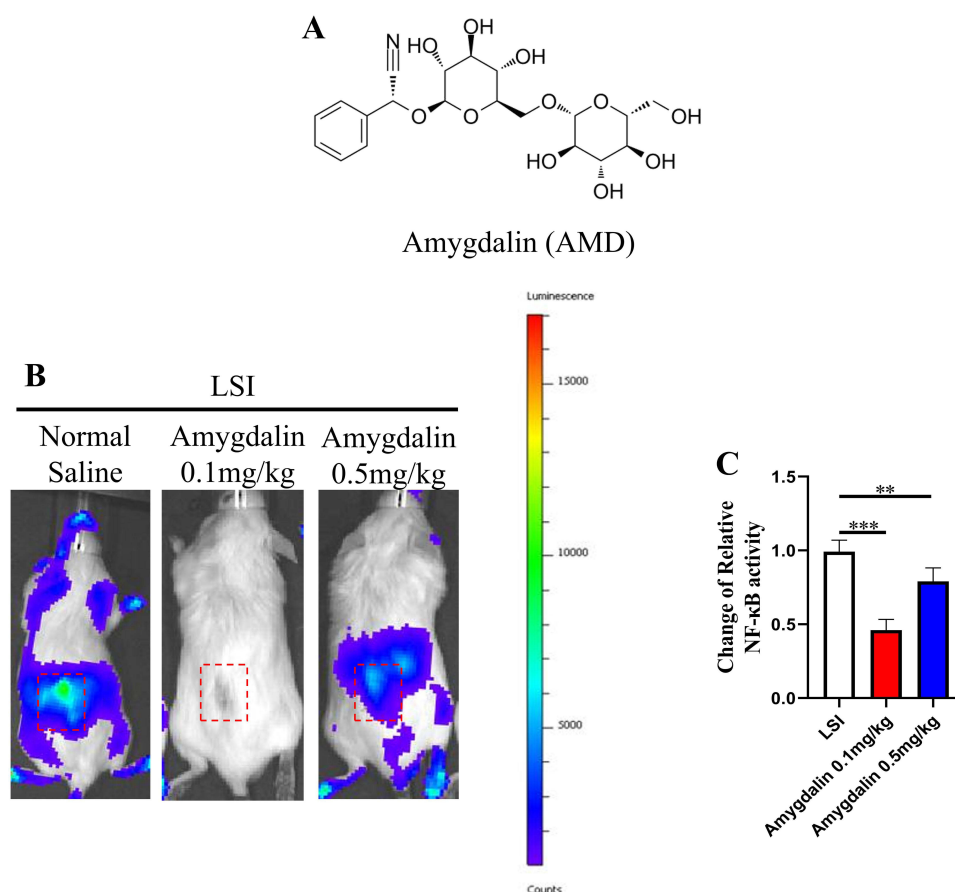 A
N
HO
OH
OH
O
O
O
O
OH
HO
OH
OH
Amygdalin (AMD)
B
LSI
Normal
Saline
Amygdalin
0.1mg/kg
Amygdalin
0.5mg/kg
Luminescence
15000
10000
5000
Counts
C
Change of Relative
NF-κB activity
1.5
1.0
0.5
0.0
**
***
LSI
Amygdalin 0.1mg/kg
Amygdalin 0.5mg/kg